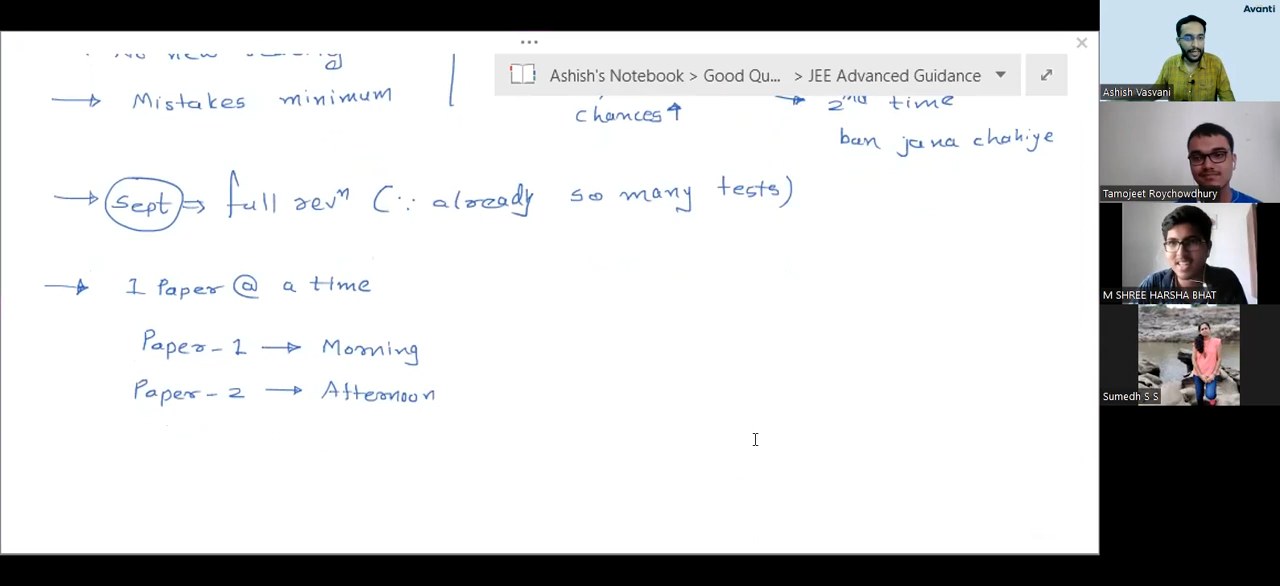 Avanti
No new
Ashish's Notebook > Good Qu... > JEE Advanced Guidance
→ Mistakes minimum
chances ↑
→ 2nd time
ban jana chahiye
→ Sept ⇒ full revn (∵ already so many tests)
→ 1 Paper @ a time
Paper - 1 → Morning
Paper - 2 → Afternoon
Ashish Vasvani
Tamojeet Roychowdhury
M SHREE HARSHA BHAT
Sumedh S S